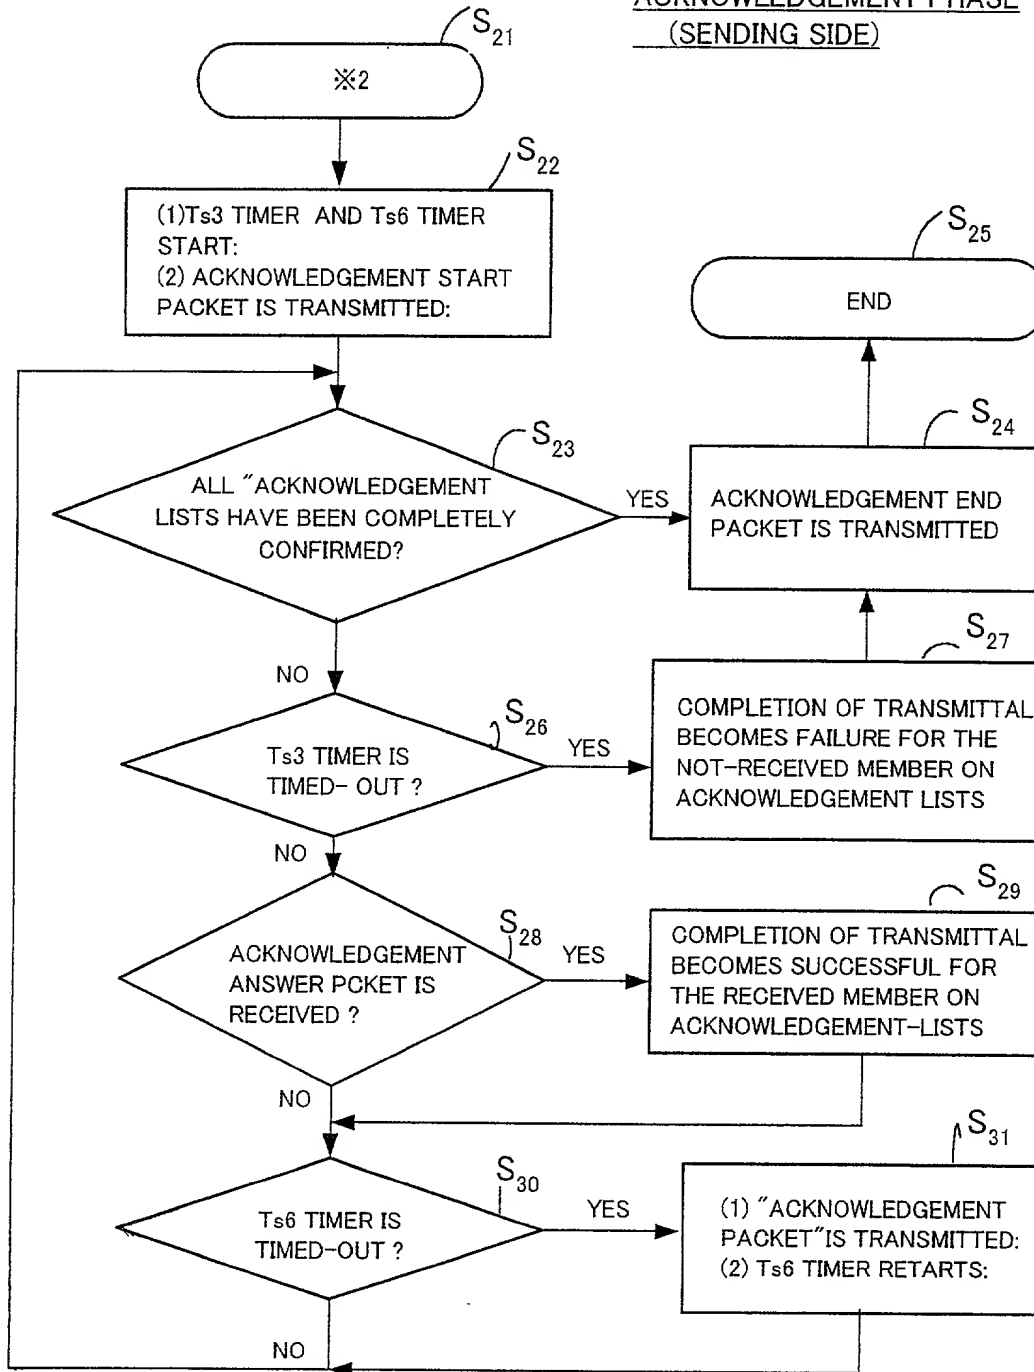 ACKNOWLEDGEMENT PHASE
(SENDING SIDE)
S21
※2
S22
(1)Ts3 TIMER AND Ts6 TIMER
START:
(2) ACKNOWLEDGEMENT START
PACKET IS TRANSMITTED:
S25
END
S23
ALL "ACKNOWLEDGEMENT
LISTS HAVE BEEN COMPLETELY
CONFIRMED?
YES
S24
ACKNOWLEDGEMENT END
PACKET IS TRANSMITTED
NO
S26
Ts3 TIMER IS
TIMED- OUT ?
YES
S27
COMPLETION OF TRANSMITTAL
BECOMES FAILURE FOR THE
NOT-RECEIVED MEMBER ON
ACKNOWLEDGEMENT LISTS
NO
S28
ACKNOWLEDGEMENT
ANSWER PCKET IS
RECEIVED ?
YES
S29
COMPLETION OF TRANSMITTAL
BECOMES SUCCESSFUL FOR
THE RECEIVED MEMBER ON
ACKNOWLEDGEMENT-LISTS
NO
S30
Ts6 TIMER IS
TIMED-OUT ?
YES
S31
(1) "ACKNOWLEDGEMENT
PACKET"IS TRANSMITTED:
(2) Ts6 TIMER RETARTS:
NO